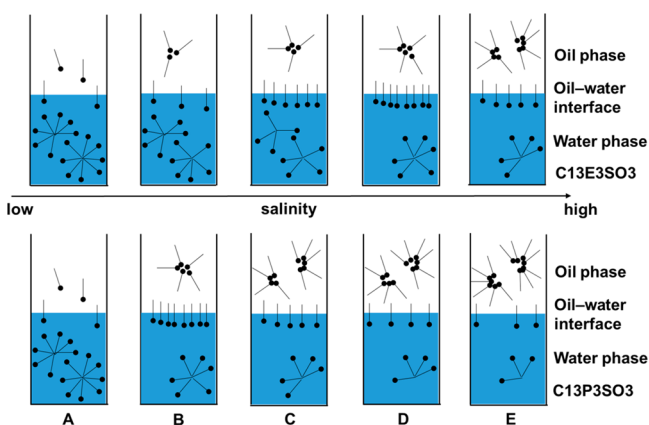 Oil phase
Oil–water
interface
Water phase
C13E3SO3
low
salinity
high
Oil phase
Oil–water
interface
Water phase
C13P3SO3
A
B
C
D
E